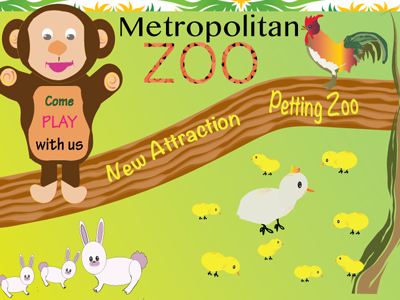 Metropolitan
ZOO
Come
PLAY
with us
New Attraction
Petting Zoo